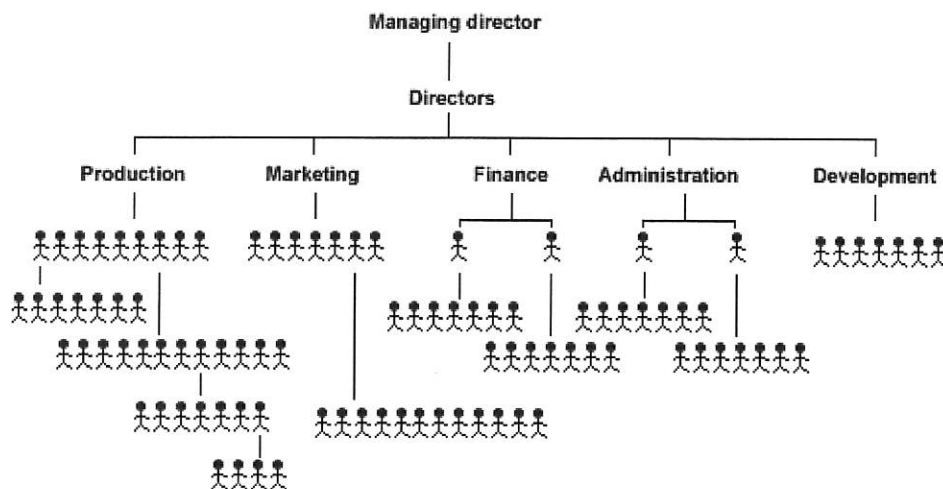 Managing director
Directors
Production Marketing Finance Administration Development